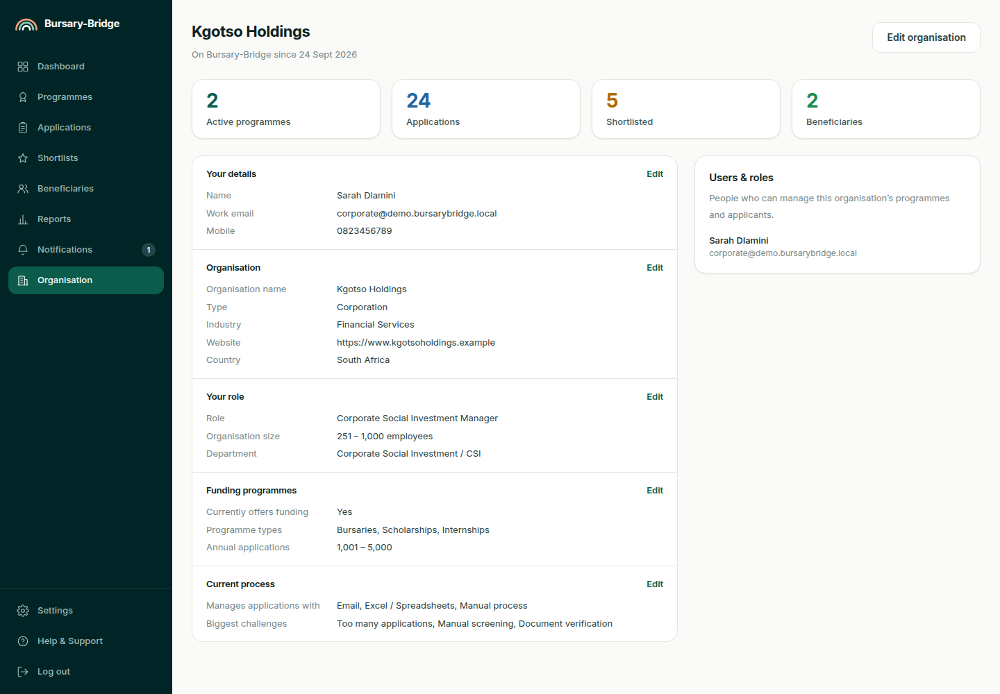 Bursary-Bridge
Dashboard
Programmes
Applications
Shortlists
Beneficiaries
Reports
Notifications 1
Organisation
Settings
Help & Support
Log out
Kgotso Holdings
On Bursary-Bridge since 24 Sept 2026
Edit organisation
2
Active programmes
24
Applications
5
Shortlisted
2
Beneficiaries
Your details Edit
Name Sarah Dlamini
Work email corporate@demo.bursarybridge.local
Mobile 0823456789
Organisation Edit
Organisation name Kgotso Holdings
Type Corporation
Industry Financial Services
Website https://www.kgotsoholdings.example
Country South Africa
Your role Edit
Role Corporate Social Investment Manager
Organisation size 251 – 1,000 employees
Department Corporate Social Investment / CSI
Funding programmes Edit
Currently offers funding Yes
Programme types Bursaries, Scholarships, Internships
Annual applications 1,001 – 5,000
Current process Edit
Manages applications with Email, Excel / Spreadsheets, Manual process
Biggest challenges Too many applications, Manual screening, Document verification
Users & roles
People who can manage this organisation’s programmes
and applicants.
Sarah Dlamini
corporate@demo.bursarybridge.local